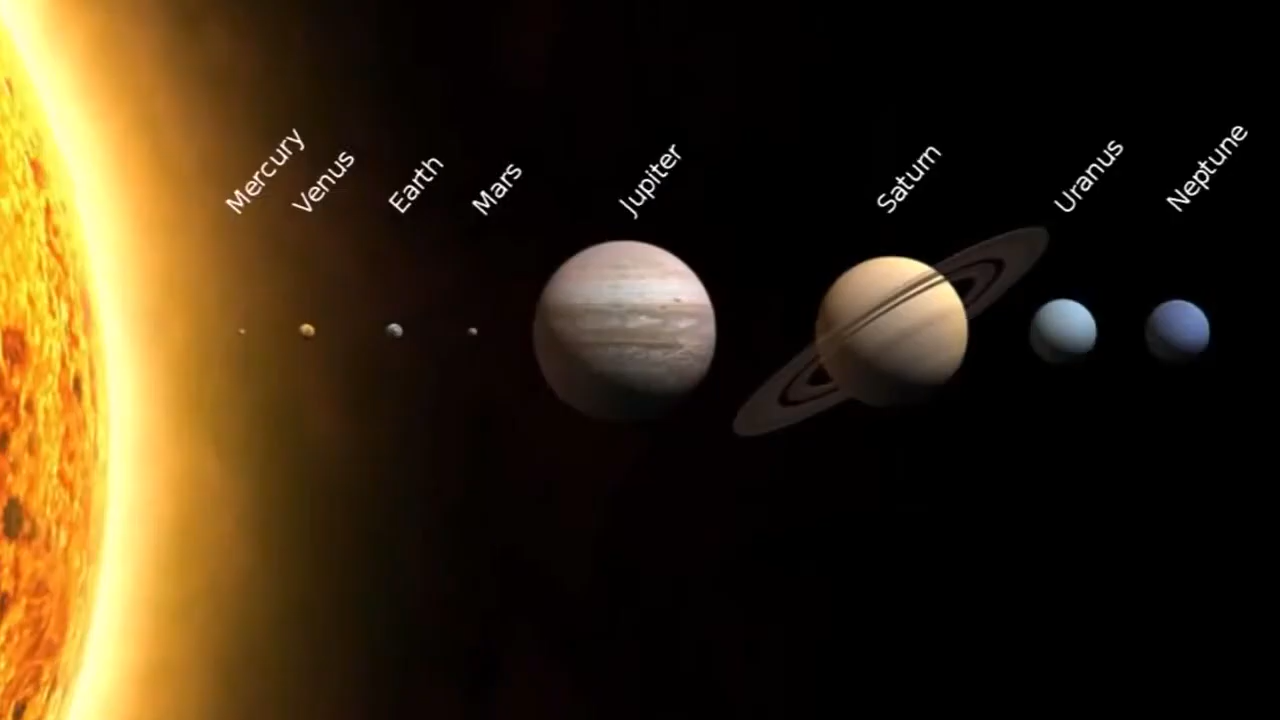 Mercury
Venus
Earth
Mars
Jupiter
Saturn
Uranus
Neptune